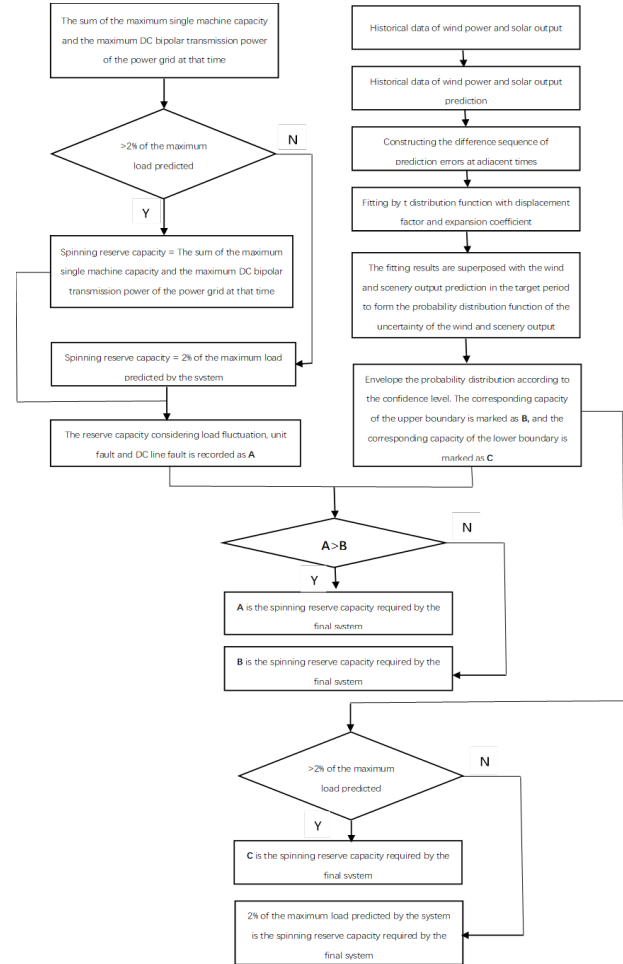 The sum of the maximum single machine capacity
and the maximum DC bipolar transmission power
of the power grid at that time
>2% of the maximum
load predicted
N
Y
Spinning reserve capacity = The sum of the maximum
single machine capacity and the maximum DC bipolar
transmission power of the power grid at that time
Spinning reserve capacity = 2% of the maximum load
predicted by the system
The reserve capacity considering load fluctuation, unit
fault and DC line fault is recorded as A
Historical data of wind power and solar output
Historical data of wind power and solar output
prediction
Constructing the difference sequence of
prediction errors at adjacent times
Fitting by t distribution function with displacement
factor and expansion coefficient
The fitting results are superposed with the wind
and scenery output prediction in the target period
to form the probability distribution function of the
uncertainty of the wind and scenery output
Envelope the probability distribution according to
the confidence level. The corresponding capacity
of the upper boundary is marked as B, and the
corresponding capacity of the lower boundary is
marked as C
A>B
N
Y
A is the spinning reserve capacity required by the
final system
B is the spinning reserve capacity required by the
final system
>2% of the maximum
load predicted
N
Y
C is the spinning reserve capacity required by the
final system
2% of the maximum load predicted by the system
is the spinning reserve capacity required by the
final system